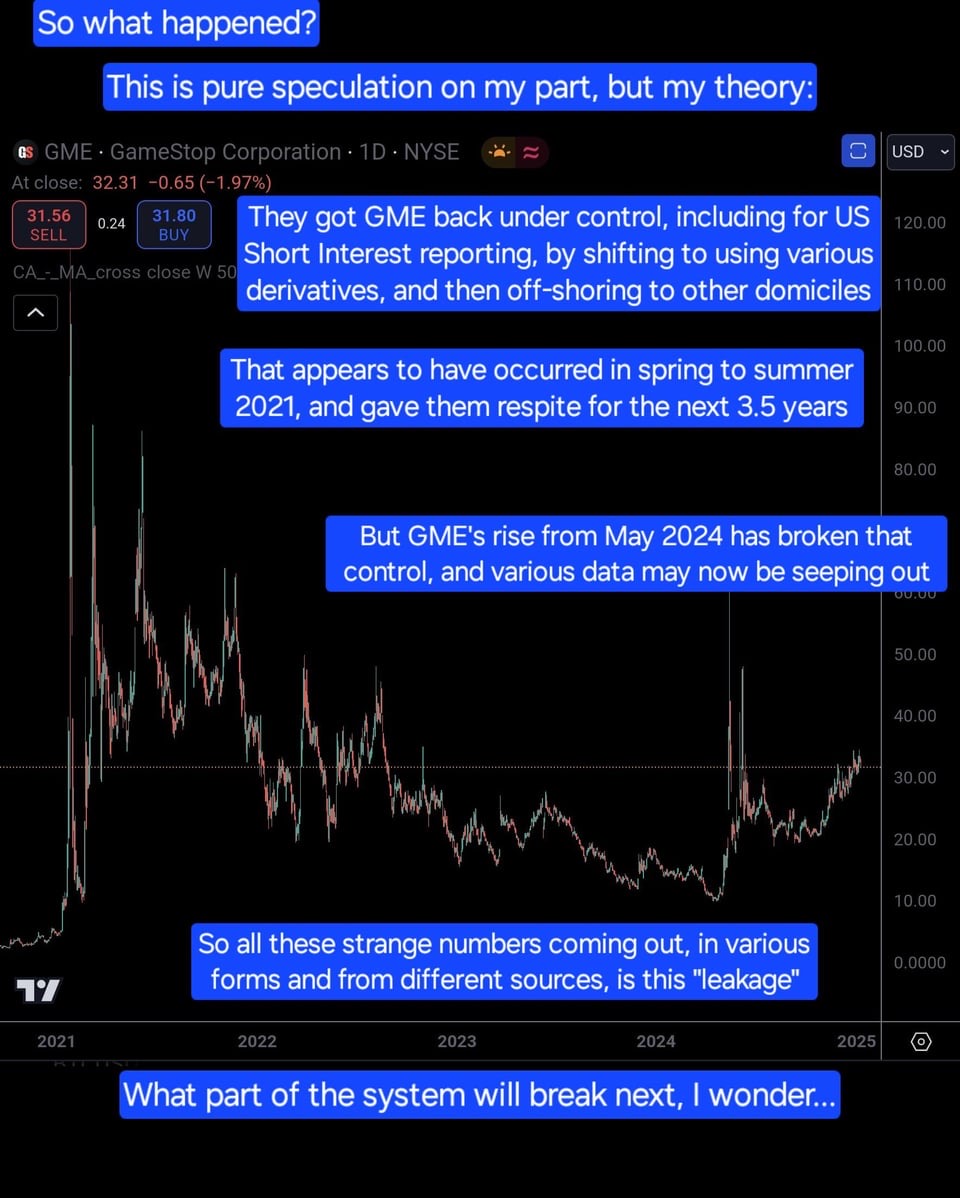 So what happened?
This is pure speculation on my part, but my theory:
GS GME · GameStop Corporation · 1D · NYSE
USD
At close: 32.31 −0.65 (−1.97%)
31.56
SELL
0.24
31.80
BUY
They got GME back under control, including for US
Short Interest reporting, by shifting to using various
derivatives, and then off-shoring to other domiciles
CA_-_MA_cross close W 50
120.00
110.00
100.00
That appears to have occurred in spring to summer
2021, and gave them respite for the next 3.5 years
90.00
80.00
But GME's rise from May 2024 has broken that
control, and various data may now be seeping out
60.00
50.00
40.00
30.00
20.00
10.00
So all these strange numbers coming out, in various
forms and from different sources, is this "leakage"
0.0000
2021
2022
2023
2024
2025
What part of the system will break next, I wonder...